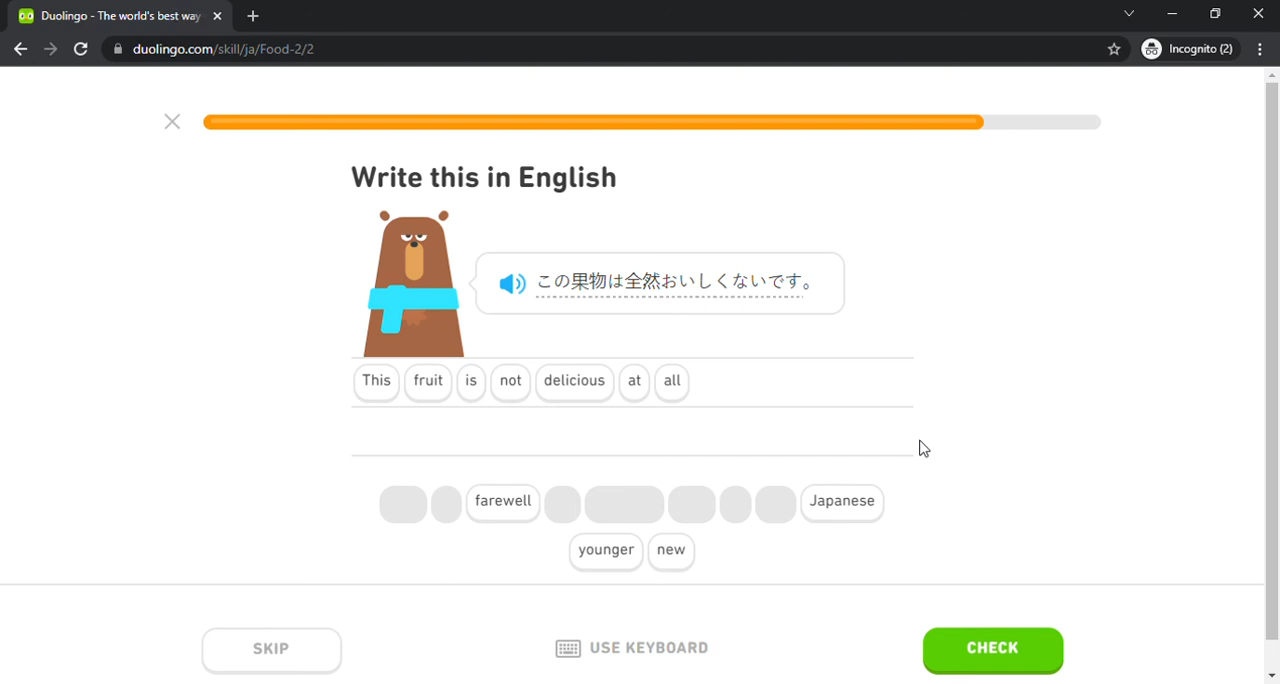 Duolingo - The world's best way
duolingo.com/skill/ja/Food-2/2
Incognito (2)
Write this in English
この果物は全然おいしくないです。
This fruit is not delicious at all
farewell Japanese
younger new
SKIP USE KEYBOARD CHECK